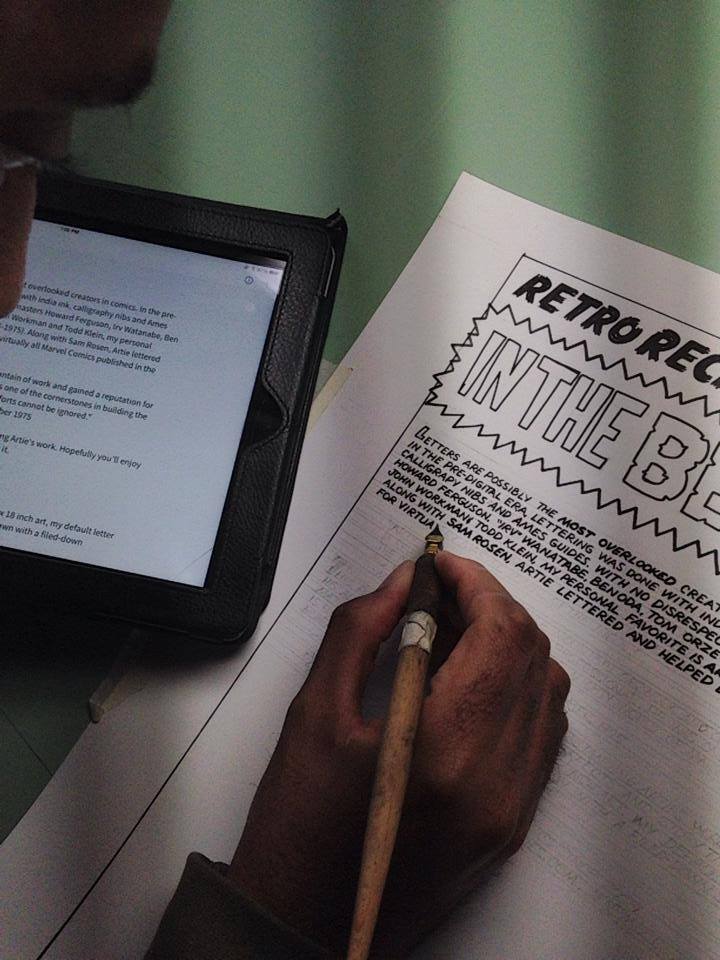 t overlooked creators in comics. In the pre-
with india ink, calligraphy nibs and Ames
masters Howard Ferguson, Irv Watanabe, Ben
Workman and Todd Klein, my personal
-1975). Along with Sam Rosen, Artie lettered
virtually all Marvel Comics published in the
ntain of work and gained a reputation for
s one of the cornerstones in building the
forts cannot be ignored."
ber 1975
ng Artie's work. Hopefully you'll enjoy
it.
x 18 inch art, my default letter
awn with a filed-down
RETRO REC
IN THE BE
LETTERS ARE POSSIBLY THE MOST OVERLOOKED CREAT
IN THE PRE-DIGITAL ERA, LETTERING WAS DONE WITH IND
CALLIGRAPY NIBS AND AMES GUIDES. WITH NO DISRESPEC
HOWARD FERGUSON, "IRV" WANATABE, BEN ODA, TOM ORZE
JOHN WORKMAN TODD KLEIN, MY PERSONAL FAVORITE IS AR
ALONG WITH SAM ROSEN, ARTIE LETTERED AND HELPED
FOR VIRTUA